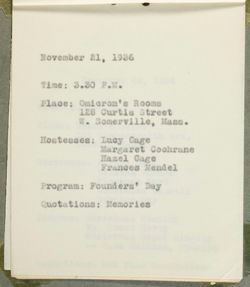 November 21, 1936
Time: 3.30 P.M.
Place: Omicron's Rooms
128 Curtis Street
W. Somerville, Mass.
Hostesses: Lucy Cage
Margaret Cochrane
Hazel Cage
Frances Mendel
Program: Founders' Day
Quotations: Memories